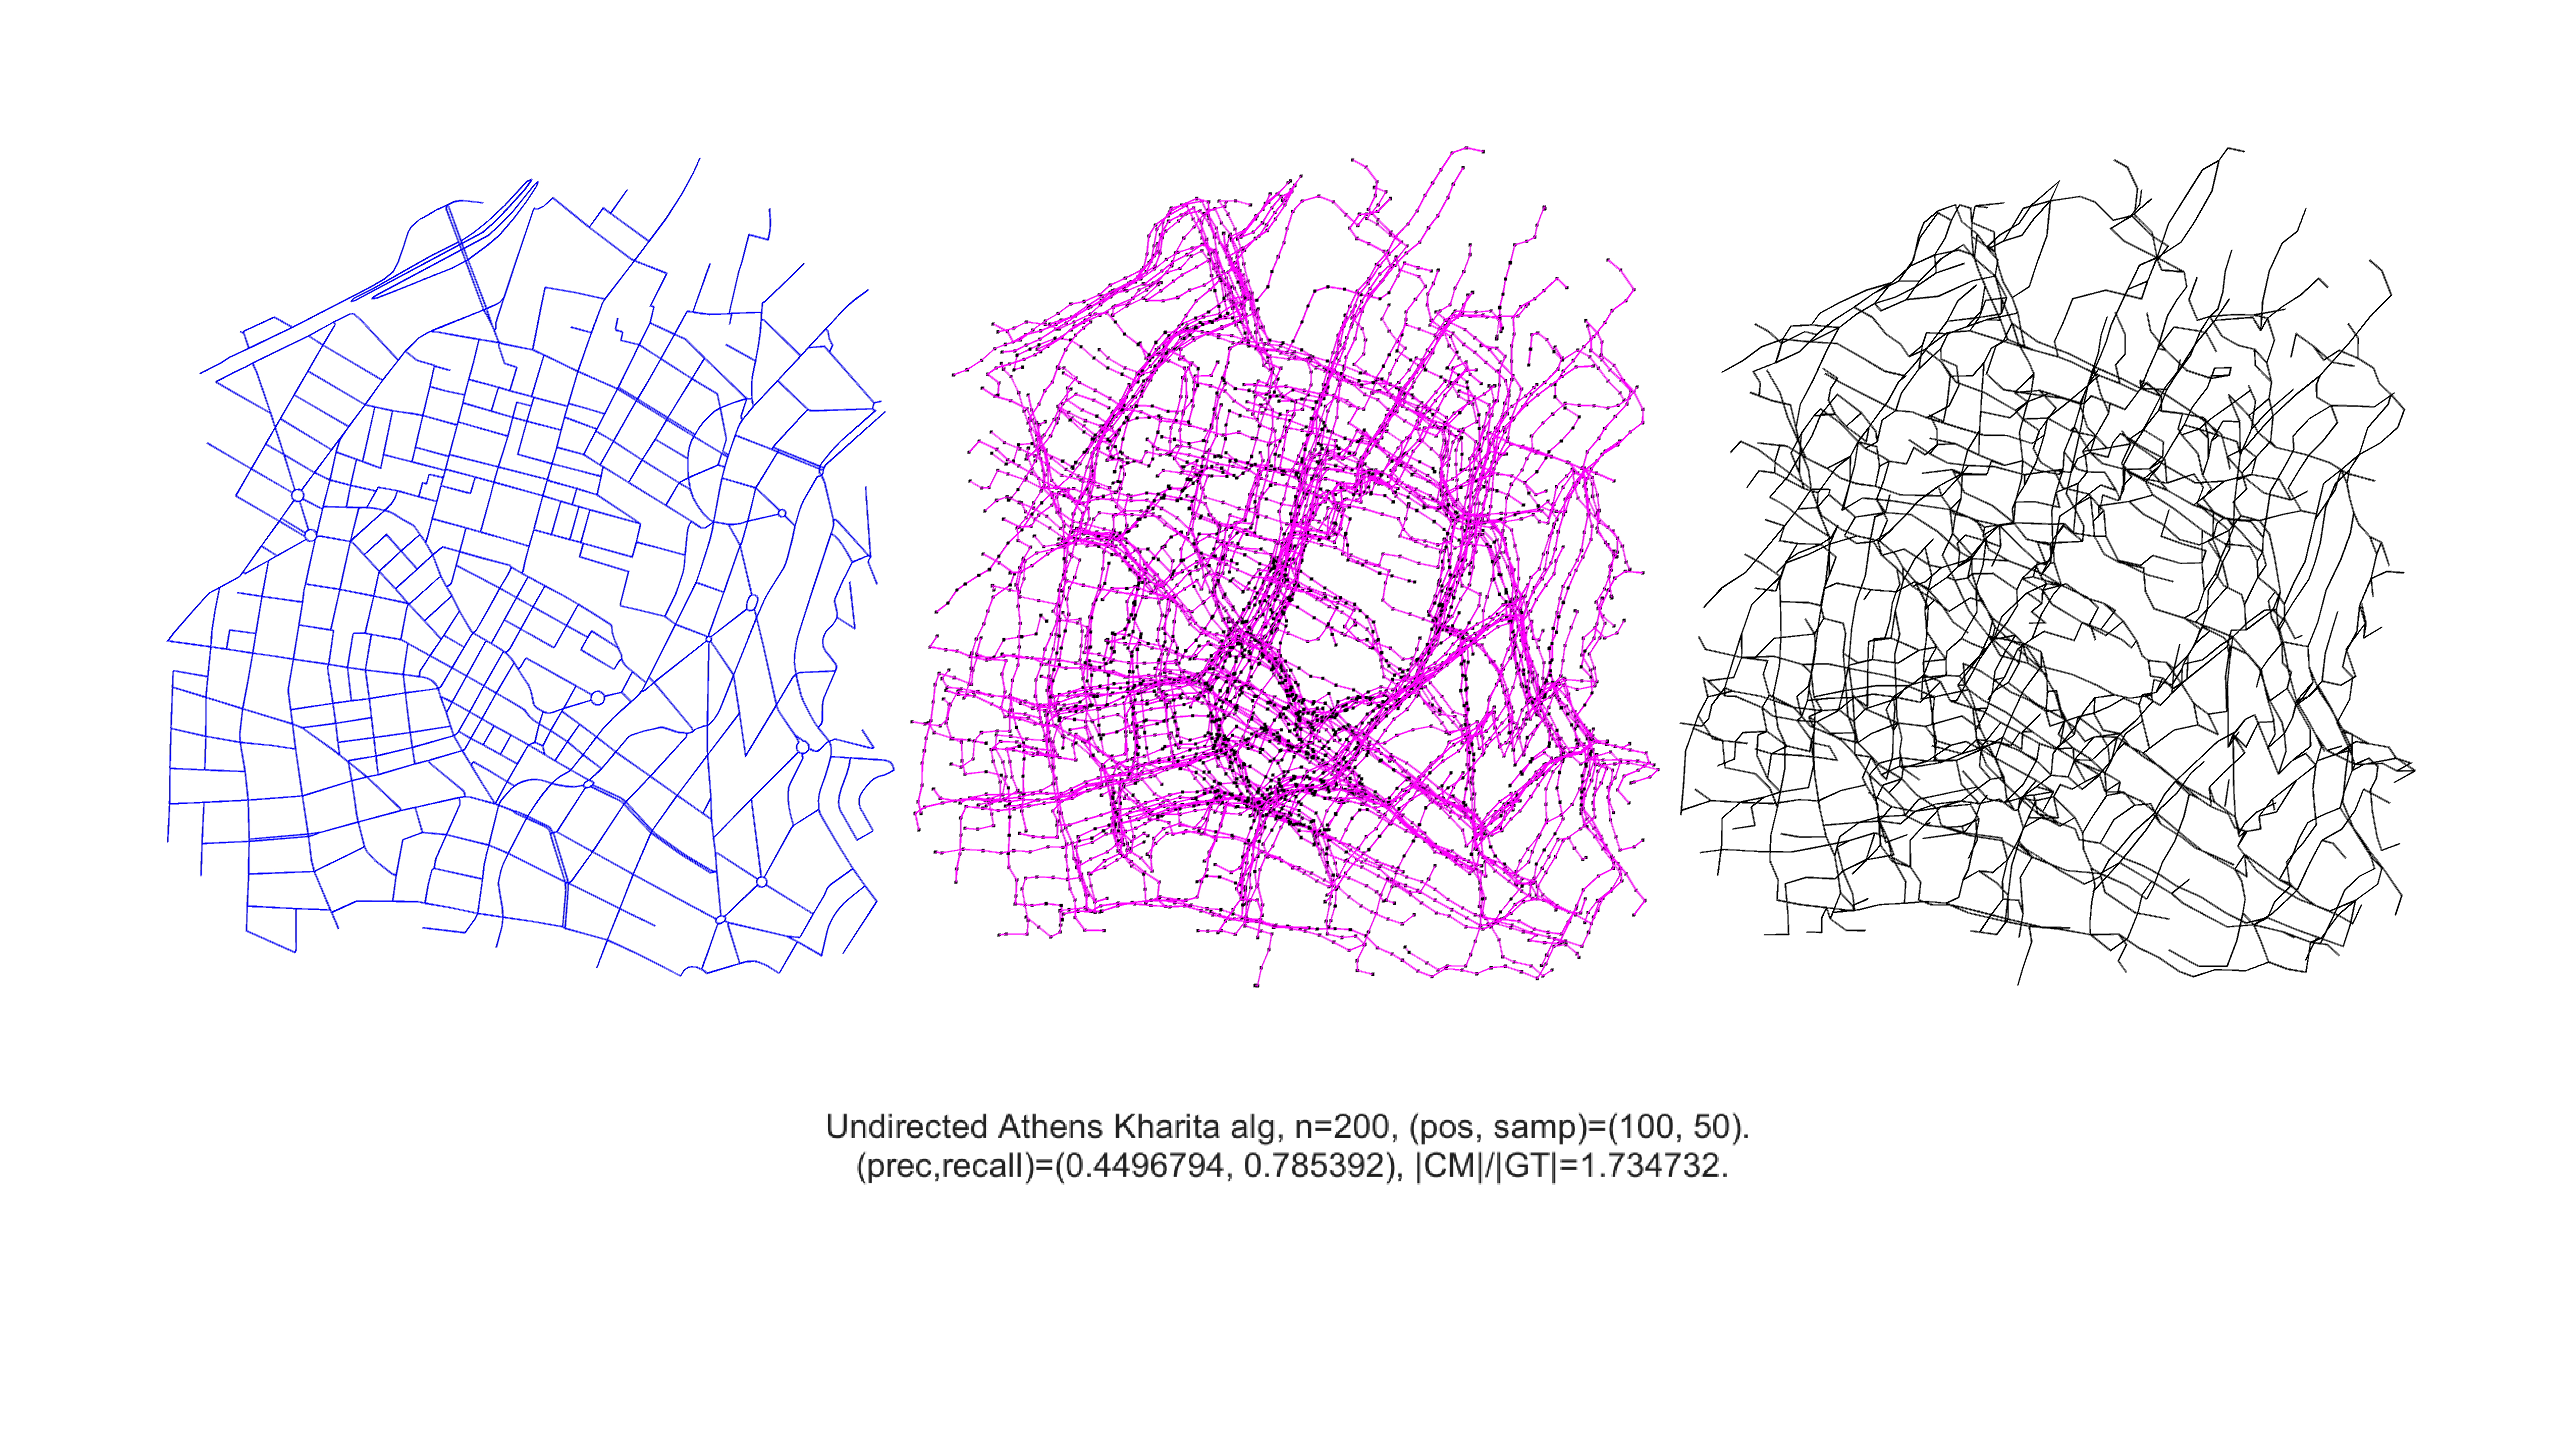 Undirected Athens Kharita alg, n=200, (pos, samp)=(100, 50).
(prec,recall)=(0.4496794, 0.785392), |CM|/|GT|=1.734732.